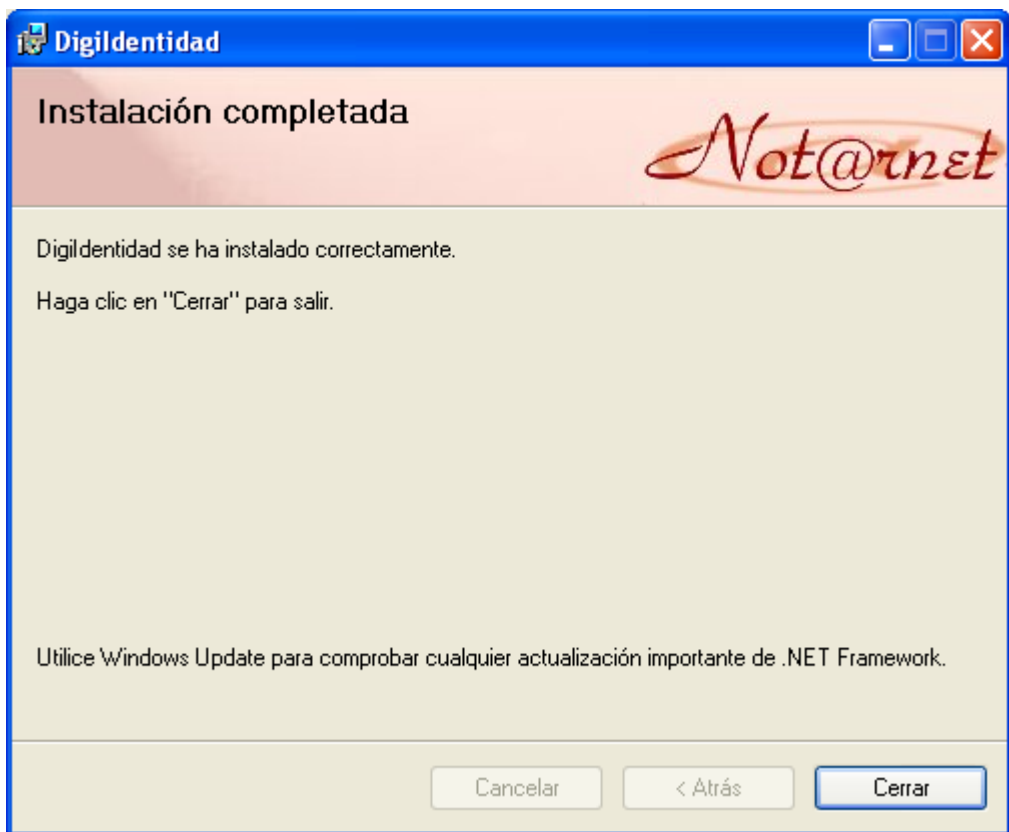 DigiIdentidad
Instalación completada
Not@rnet
DigiIdentidad se ha instalado correctamente.
Haga clic en "Cerrar" para salir.
Utilice Windows Update para comprobar cualquier actualización importante de .NET Framework.
Cancelar
< Atrás
Cerrar